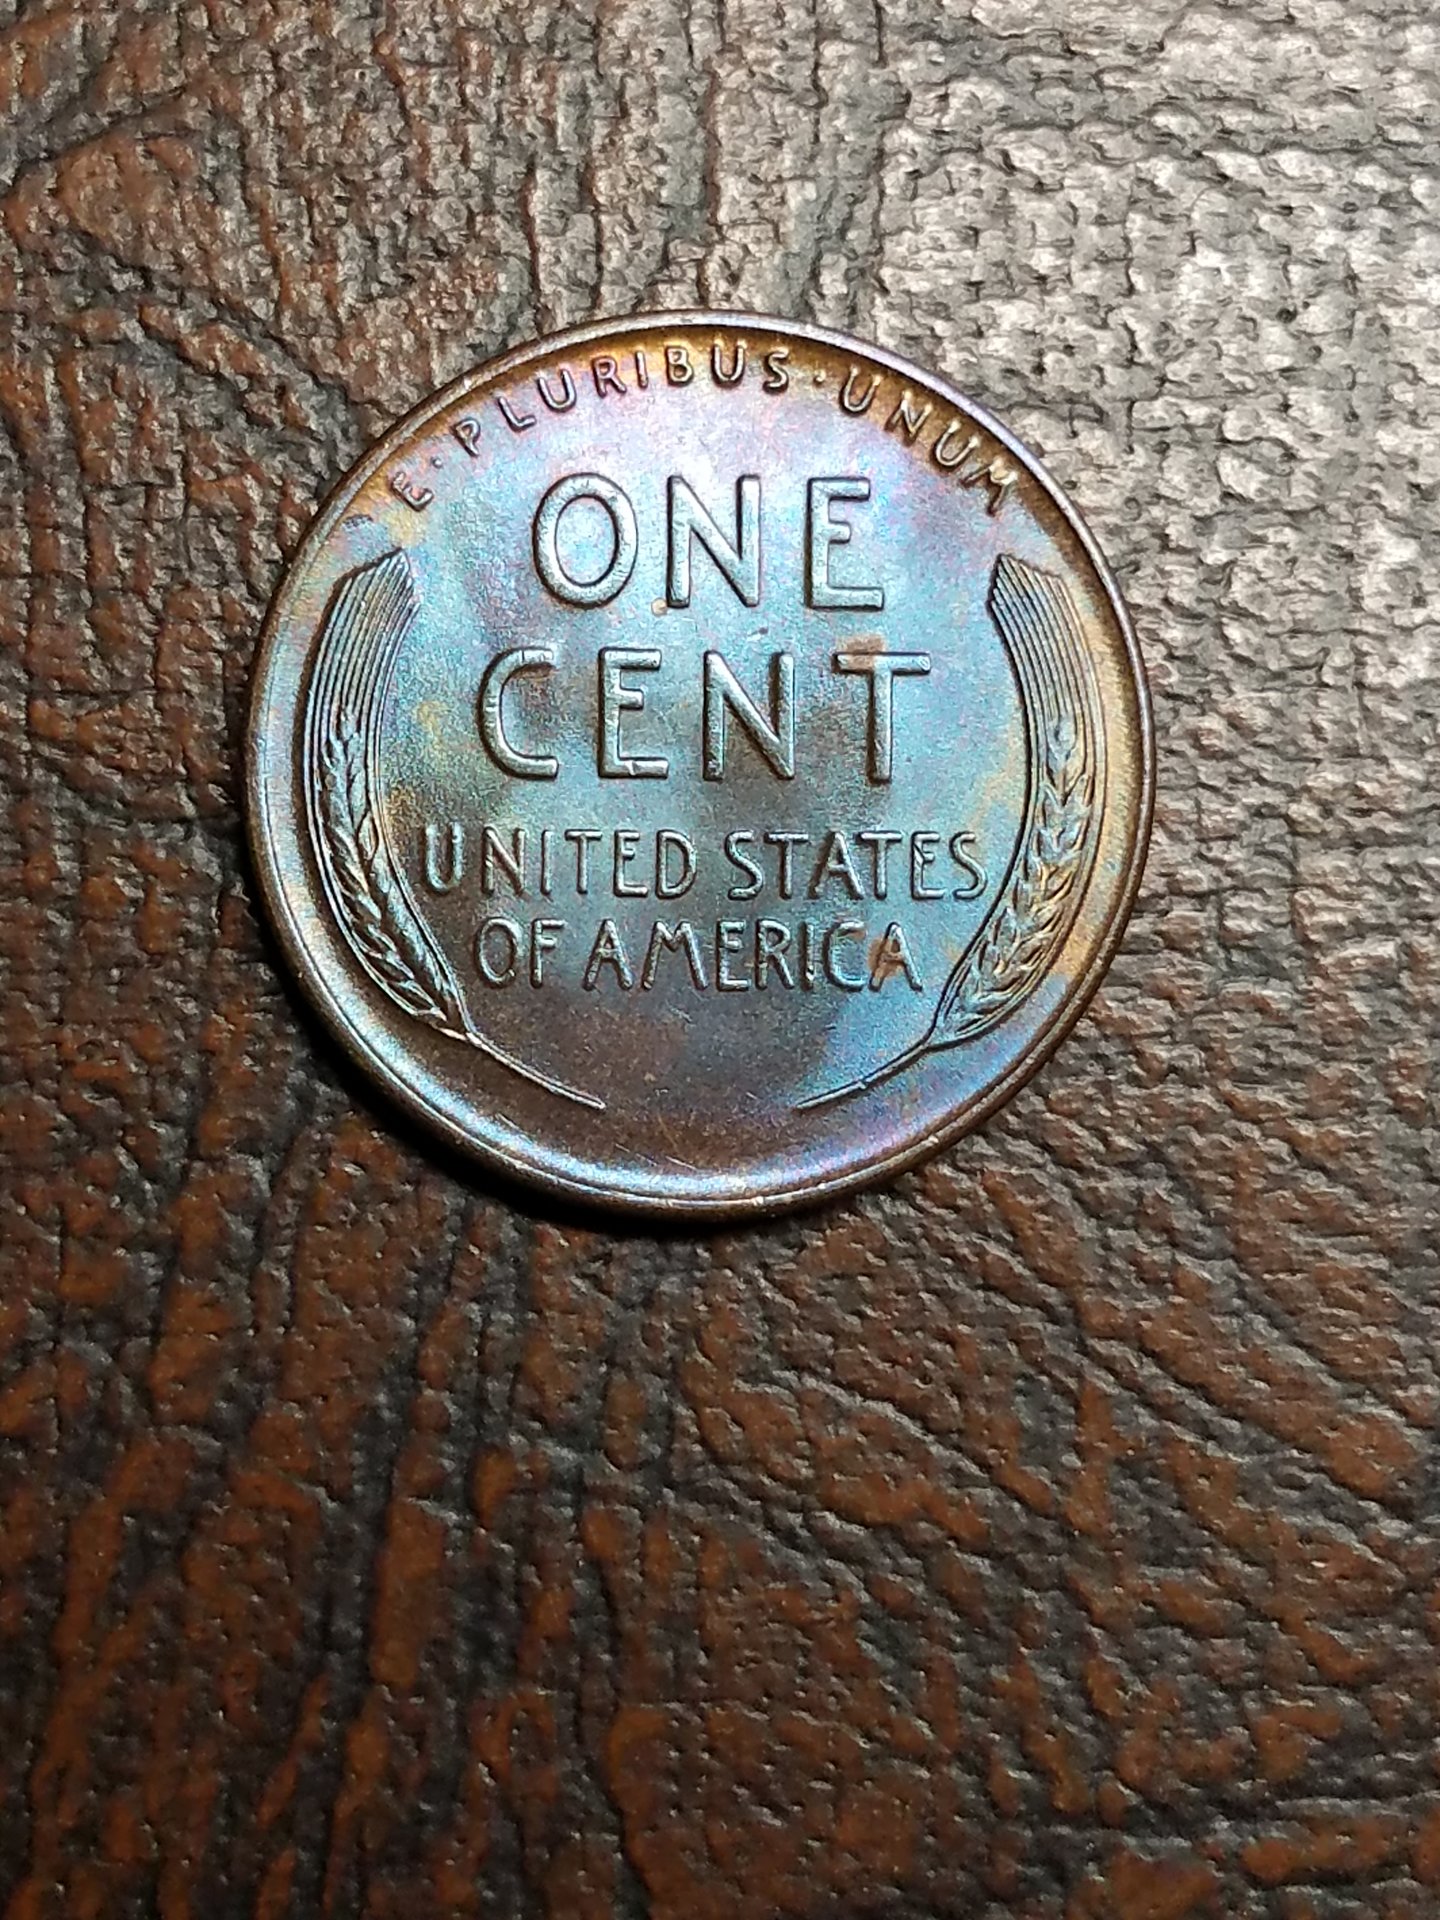 E·PLURIBUS·UNUM
ONE
CENT
UNITED STATES
OF AMERICA